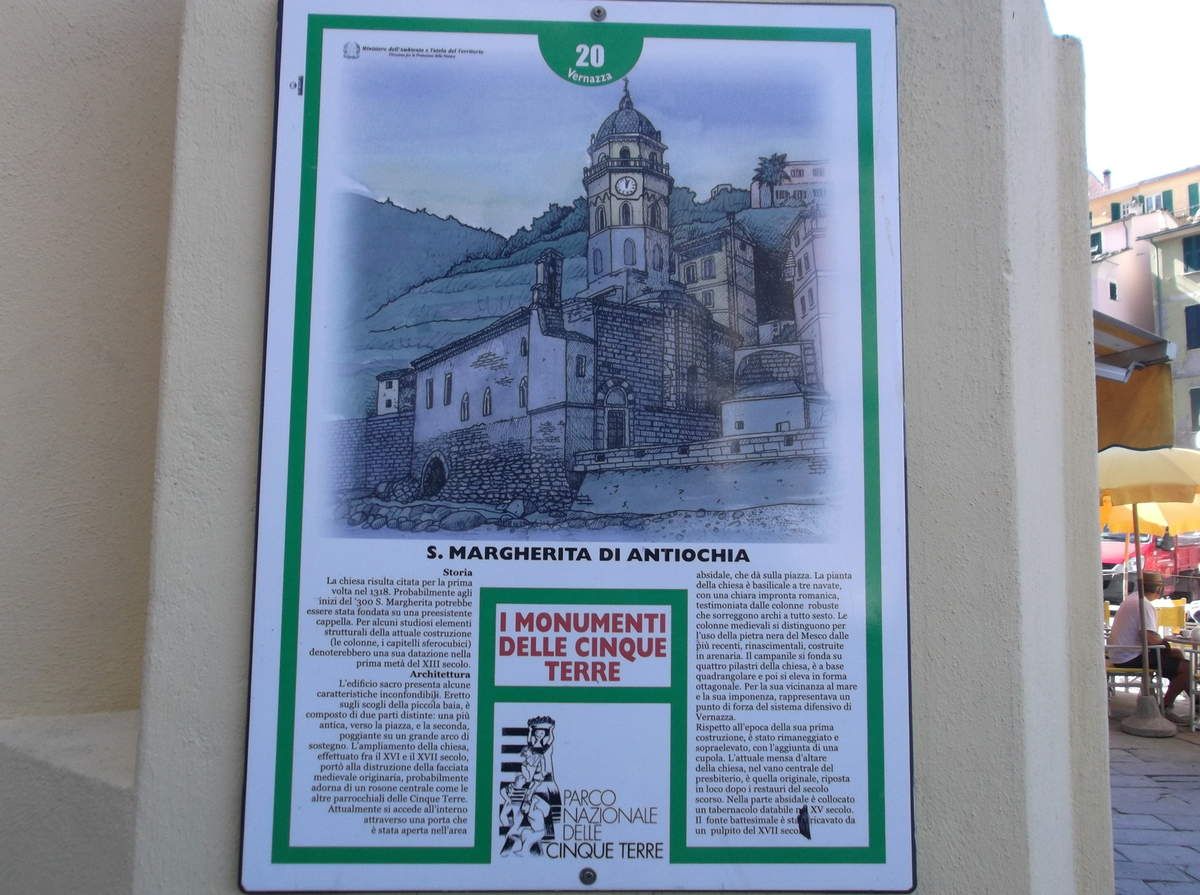 Ministero dell'Ambiente e Tutela del Territorio
20
Vernazza
S. MARGHERITA DI ANTIOCHIA
Storia
La chiesa risulta citata per la prima
volta nel 1318. Probabilmente agli
inizi del '300 S. Margherita potrebbe
essere stata fondata su una preesistente
cappella. Per alcuni studiosi elementi
strutturali della attuale costruzione
(le colonne, i capitelli sferocubici)
denoterebbero una sua datazione nella
prima metà del XIII secolo.
Architettura
L'edificio sacro presenta alcune
caratteristiche inconfondibili. Eretto
sugli scogli della piccola baia, è
composto di due parti distinte: una più
antica, verso la piazza, e la seconda,
poggiante su un grande arco di
sostegno. L'ampliamento della chiesa,
effettuato fra il XVI e il XVII secolo,
portò alla distruzione della facciata
medievale originaria, probabilmente
adorna di un rosone centrale come le
altre parrocchiali delle Cinque Terre.
Attualmente si accede all'interno
attraverso una porta che
è stata aperta nell'area
I MONUMENTI
DELLE CINQUE
TERRE
PARCO
NAZIONALE
DELLE
CINQUE TERRE
absidale, che dà sulla piazza. La pianta
della chiesa è basilicale a tre navate,
con una chiara impronta romanica,
testimoniata dalle colonne robuste
che sorreggono archi a tutto sesto. Le
colonne medievali si distinguono per
l'uso della pietra nera del Mesco dalle
più recenti, rinascimentali, costruite
in arenaria. Il campanile si fonda su
quattro pilastri della chiesa, è a base
quadrangolare e poi si eleva in forma
ottagonale. Per la sua vicinanza al mare
e la sua imponenza, rappresentava un
punto di forza del sistema difensivo di
Vernazza.
Rispetto all'epoca della sua prima
costruzione, è stato rimaneggiato e
sopraelevato, con l'aggiunta di una
cupola. L'attuale mensa d'altare
della chiesa, nel vano centrale del
presbiterio, è quella originale, riposta
in loco dopo i restauri del secolo
scorso. Nella parte absidale è collocato
un tabernacolo databile nel XV secolo.
Il fonte battesimale è ricavato da
un pulpito del XVII